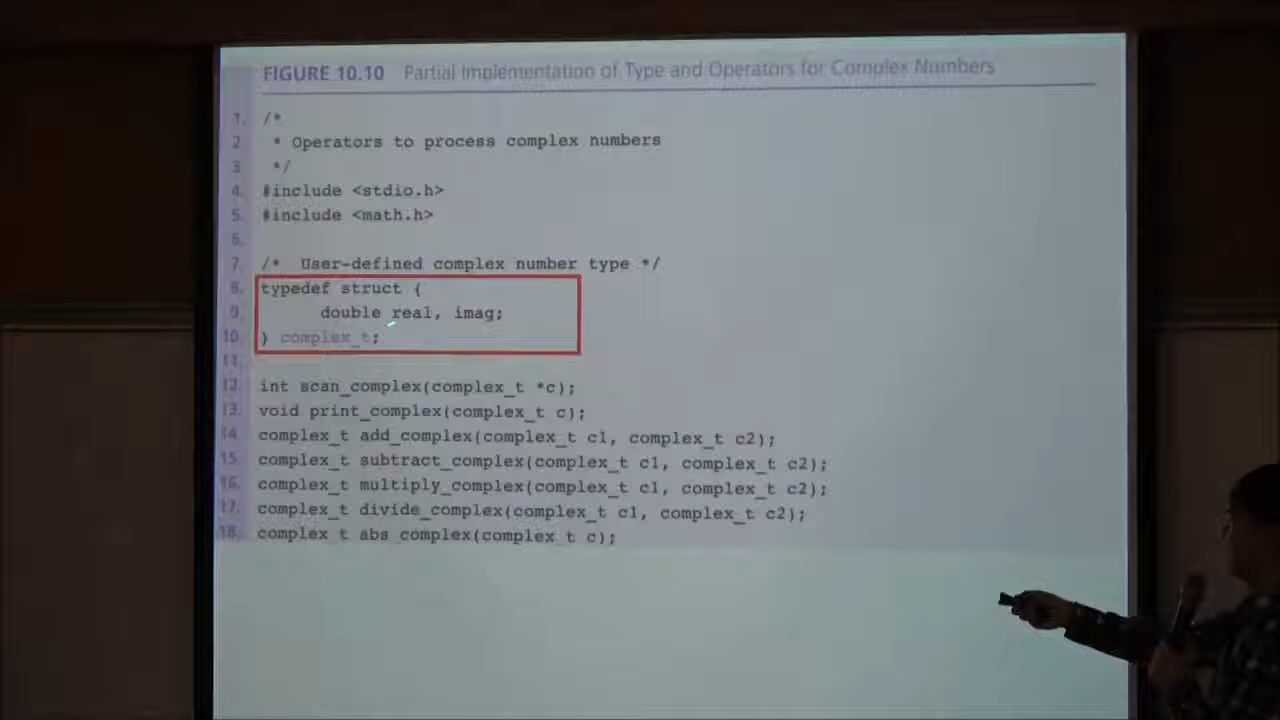 FIGURE 10.10 Partial Implementation of Type and Operators for Complex Numbers
1. /*
2 * Operators to process complex numbers
3 */
4. #include <stdio.h>
5. #include <math.h>
6.
7. /* User-defined complex number type */
8. typedef struct {
9. double real, imag;
10. } complex_t;
11.
12. int scan_complex(complex_t *c);
13. void print_complex(complex_t c);
14. complex_t add_complex(complex_t c1, complex_t c2);
15. complex_t subtract_complex(complex_t c1, complex_t c2);
16. complex_t multiply_complex(complex_t c1, complex_t c2);
17. complex_t divide_complex(complex_t c1, complex_t c2);
18. complex_t abs_complex(complex_t c);